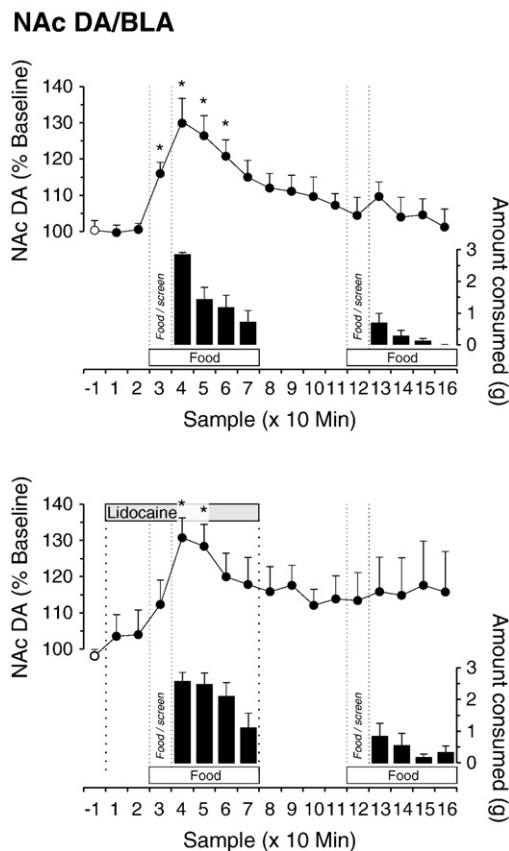 NAc DA/BLA
NAc DA (% Baseline)
140
130
120
110
100
*
*
*
*
Food / screen
Food / screen
Amount consumed (g)
3
2
1
0
Food
Food
-1 1 2 3 4 5 6 7 8 9 10 11 12 13 14 15 16
Sample (x 10 Min)
NAc DA (% Baseline)
140
130
120
110
100
Lidocaine
*
*
Food / screen
Food / screen
Amount consumed (g)
3
2
1
0
Food
Food
-1 1 2 3 4 5 6 7 8 9 10 11 12 13 14 15 16
Sample (x 10 Min)